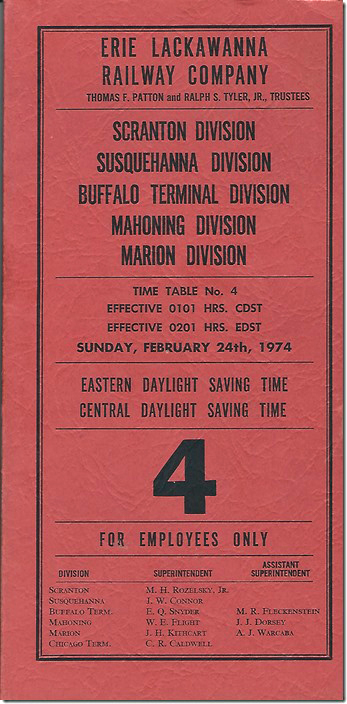 ERIE LACKAWANNA
RAILWAY COMPANY
THOMAS F. PATTON and RALPH S. TYLER, JR., TRUSTEES
SCRANTON DIVISION
SUSQUEHANNA DIVISION
BUFFALO TERMINAL DIVISION
MAHONING DIVISION
MARION DIVISION
TIME TABLE No. 4
EFFECTIVE 0101 HRS. CDST
EFFECTIVE 0201 HRS. EDST
SUNDAY, FEBRUARY 24th, 1974
EASTERN DAYLIGHT SAVING TIME
CENTRAL DAYLIGHT SAVING TIME
4
FOR EMPLOYEES ONLY
DIVISION SUPERINTENDENT ASSISTANT SUPERINTENDENT
SCRANTON M. H. ROZELSKY, JR.
SUSQUEHANNA J. W. CONNOR
BUFFALO TERM. E. Q. SNYDER M. R. FLECKENSTEIN
MAHONING W. E. FLIGHT J. J. DORSEY
MARION J. H. KITHCART A. J. WARCABA
CHICAGO TERM. C. R. CALDWELL